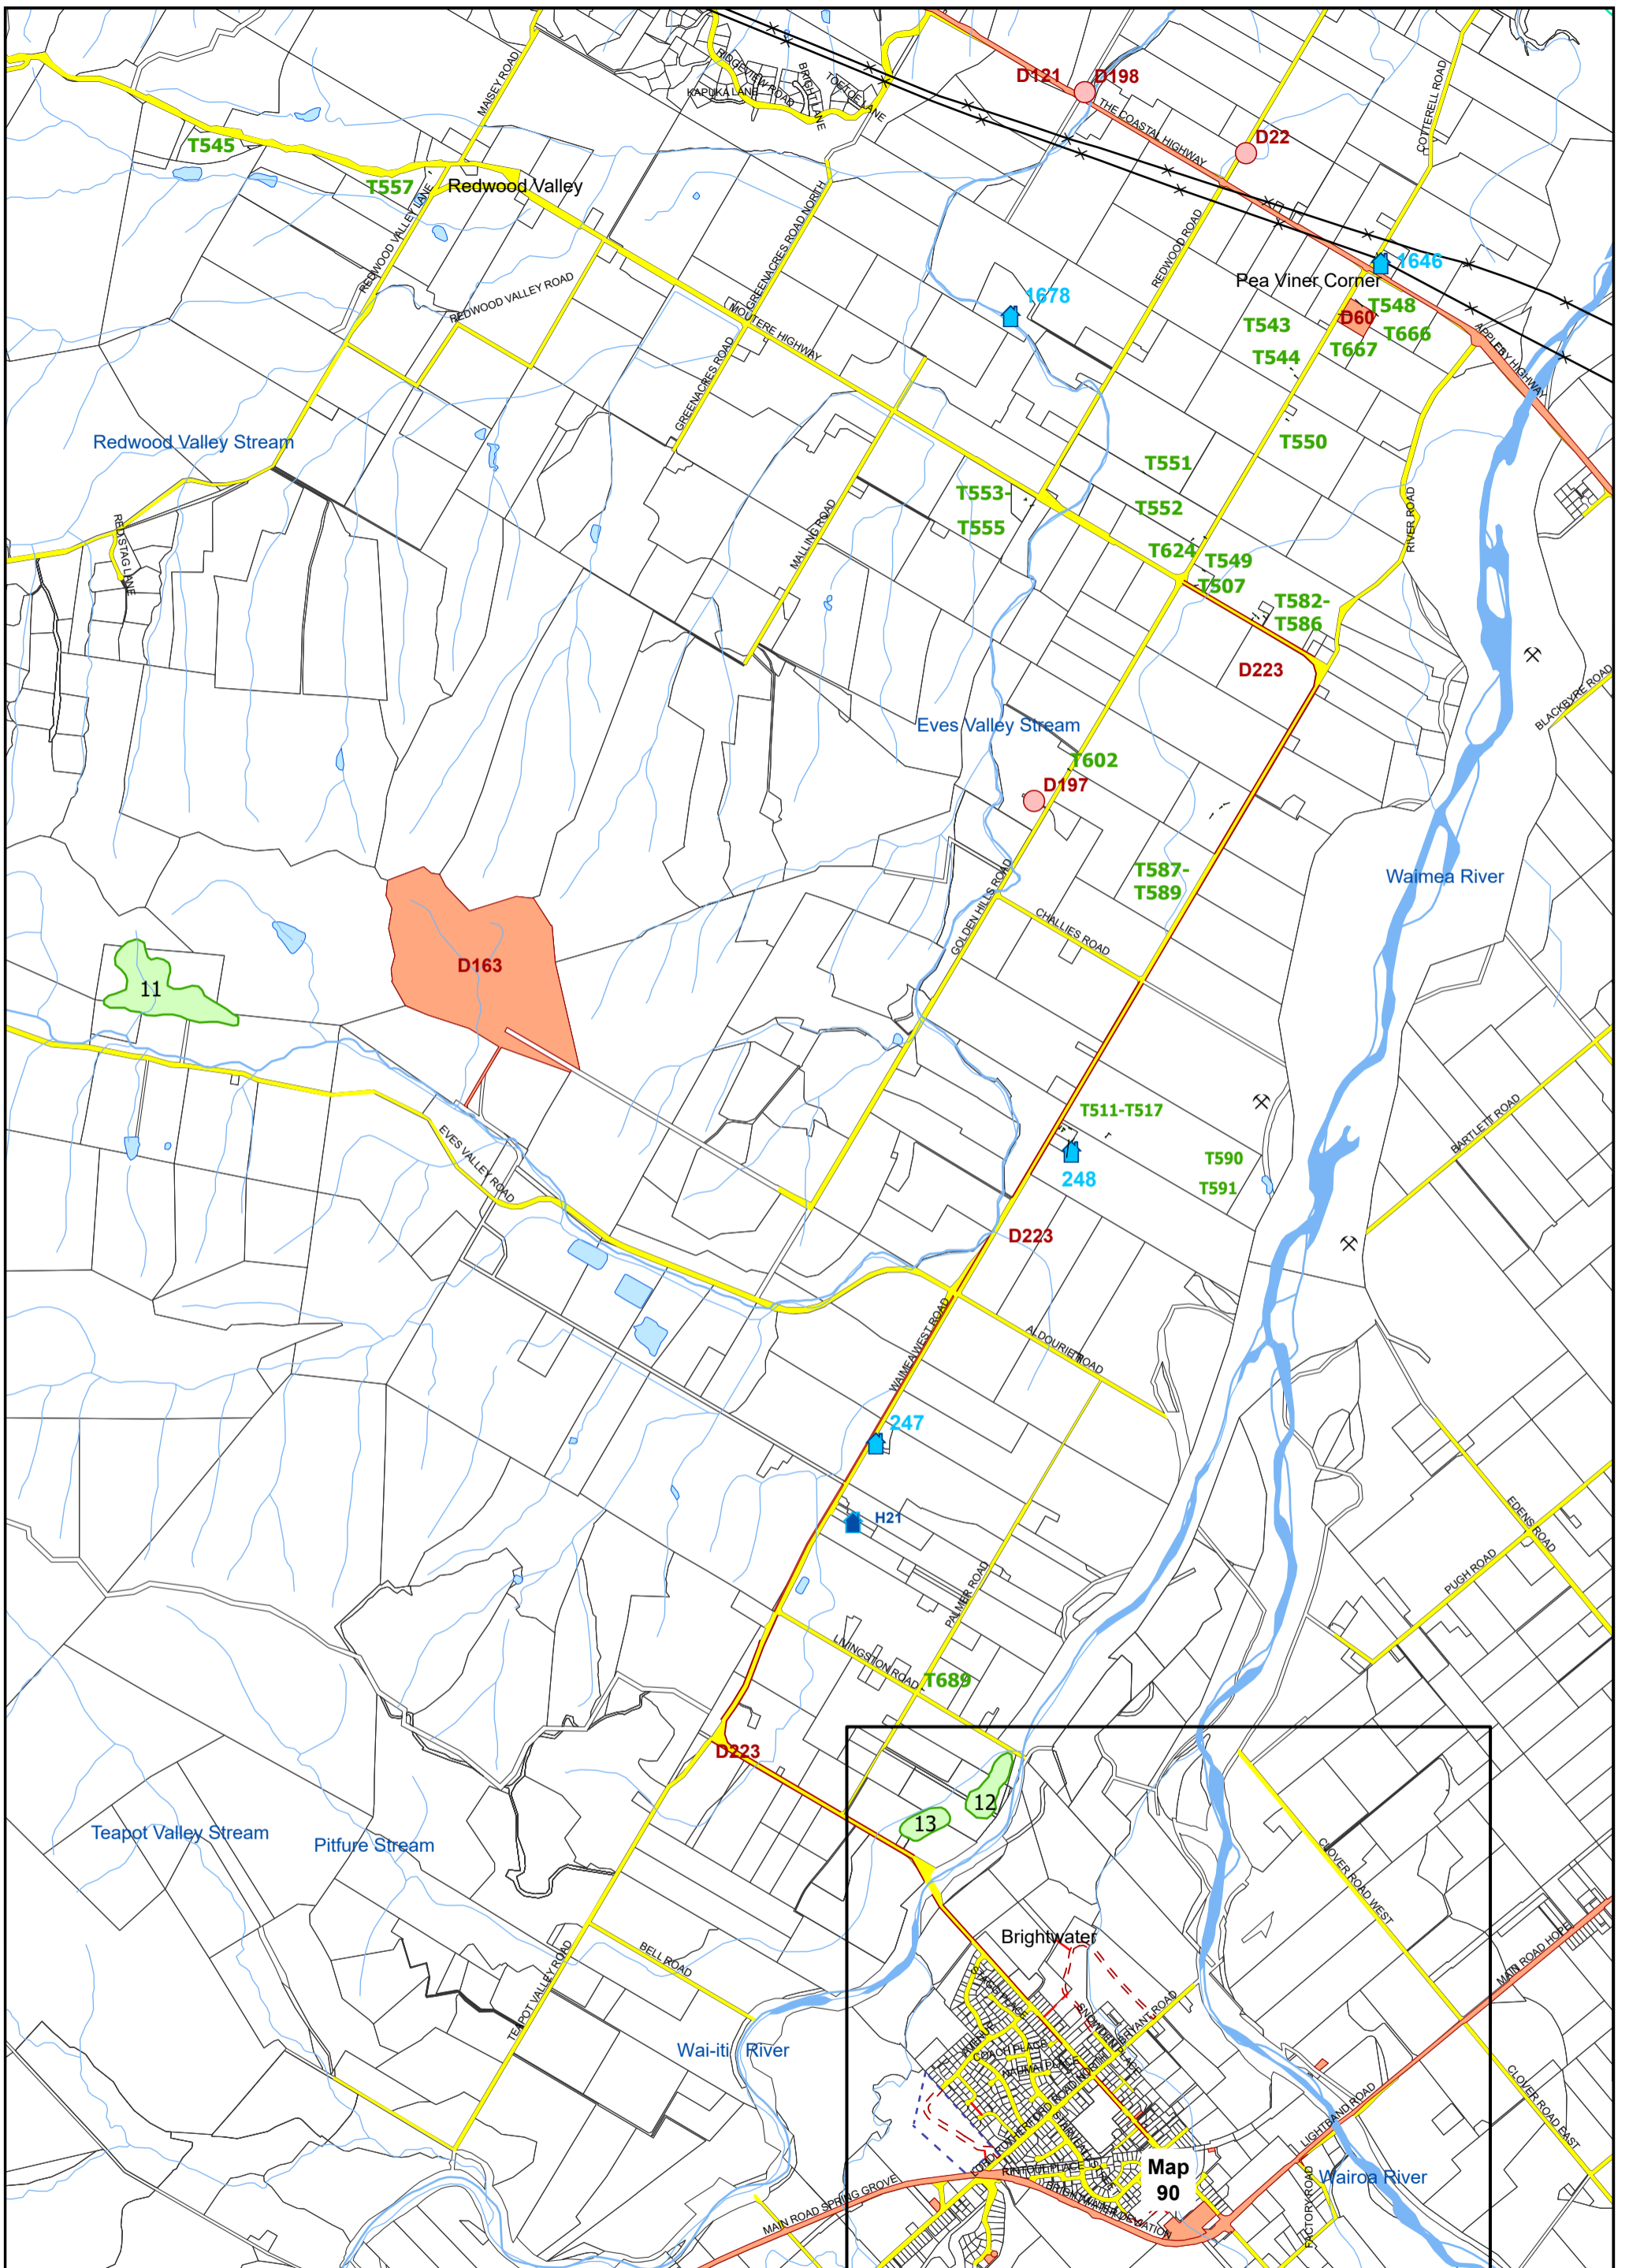 MAISEY ROAD
RIDGEVIEW ROAD
BRIGHT LANE
TOETOE LANE
KAPUKA LANE
D121
D198
THE COASTAL HIGHWAY
D22
COTTERELL ROAD
T545
T557
Redwood Valley
REDWOOD VALLEY LANE
GREENACRES ROAD NORTH
REDWOOD ROAD
1646
Pea Viner Corner
1678
REDWOOD VALLEY ROAD
MOUTERE HIGHWAY
T548
D60
T543
T666
T544
T667
APPLEBY HIGHWAY
GREENACRES ROAD
Redwood Valley Stream
T550
T551
T553-
T555
T552
RED STAG LANE
MALLING ROAD
RIVER ROAD
T624
T549
T507
T582-
T586
D223
BLACKBYRE ROAD
Eves Valley Stream
T602
D197
T587-
T589
Waimea River
GOLDEN HILLS ROAD
CHALLIES ROAD
D163
11
T511-T517
BARTLETT ROAD
EVES VALLEY ROAD
248
T590
T591
D223
WAIMEA WEST ROAD
ALDOURIE ROAD
247
H21
EDENS ROAD
PUGH ROAD
PALMER ROAD
LIVINGSTON ROAD
T689
D223
12
13
Teapot Valley Stream
Pitfure Stream
CLOVER ROAD WEST
Brightwater
MAIN ROAD HOPE
BELL ROAD
TEAPOT VALLEY ROAD
Wai-iti River
BRYANT ROAD
COACH PLACE
CLOVER ROAD EAST
LIGHTBAND ROAD
Map
90
Wairoa River
FACTORY ROAD
RINTOUL PLACE
MAIN ROAD SPRING GROVE
BRIGHTWATER DEVIATION